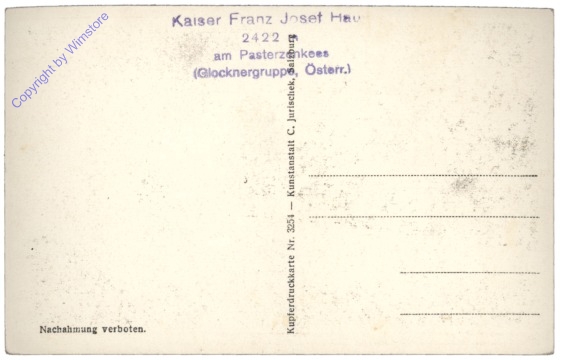 Kaiser Franz Josef Hau
2422
am Pasterzenkees
(Glocknergruppe, Österr.)
Copyright by Wimstore
Kupferdruckkarte Nr. 3254 — Kunstanstalt C. Jurischek, Salzburg
Nachahmung verboten.